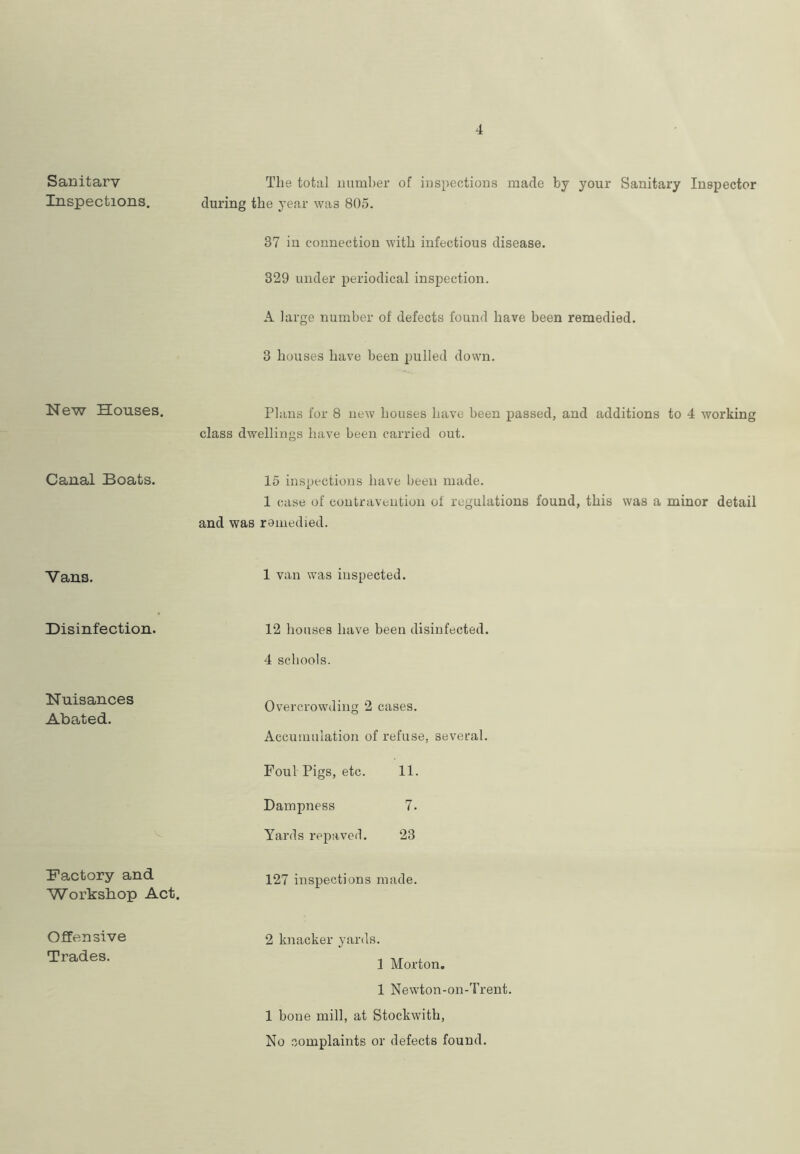 4
Sanitary
Inspections.
The total number of inspections made by your Sanitary Inspector
during the year was 805.
37 in connection with infectious disease.
329 under periodical inspection.
A large number of defects found have been remedied.
3 houses have been pulled down.
New Houses.
Plans for 8 new houses have been passed, and additions to 4 working
class dwellings have been carried out.
Canal Boats.
15 inspections have been made.
1 case of contravention of regulations found, this was a minor detail
and was remedied.
Vans.
1 van was inspected.
Disinfection.
12 houses have been disinfected.
4 schools.
Nuisances
Abated.
Overcrowding 2 cases.
Accumulation of refuse, several.
Foul Pigs, etc. 11.
Dampness 7.
Yards repaved. 23
Factory and
Workshop Act.
127 inspections made.
Offensive
Trades.
2 knacker yards.
1 Morton.
1 Newton-on-Trent.
1 bone mill, at Stockwith,
No complaints or defects found.